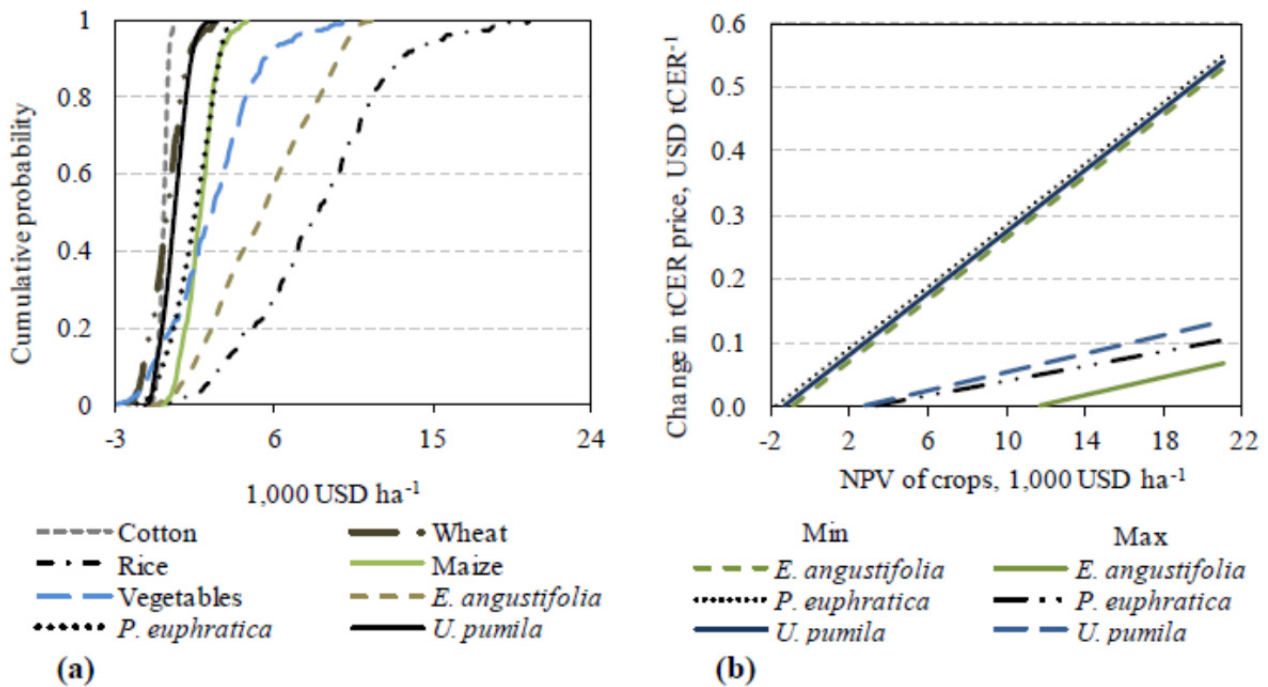 Cumulative probability
1
0.8
0.6
0.4
0.2
0
-3 6 15 24
1,000 USD ha-1
Cotton Wheat
Rice Maize
Vegetables E. angustifolia
P. euphratica U. pumila
(a)
Change in tCER price, USD tCER-1
0.6
0.5
0.4
0.3
0.2
0.1
0.0
-2 2 6 10 14 18 22
NPV of crops, 1,000 USD ha-1
Min Max
E. angustifolia E. angustifolia
P. euphratica P. euphratica
U. pumila U. pumila
(b)